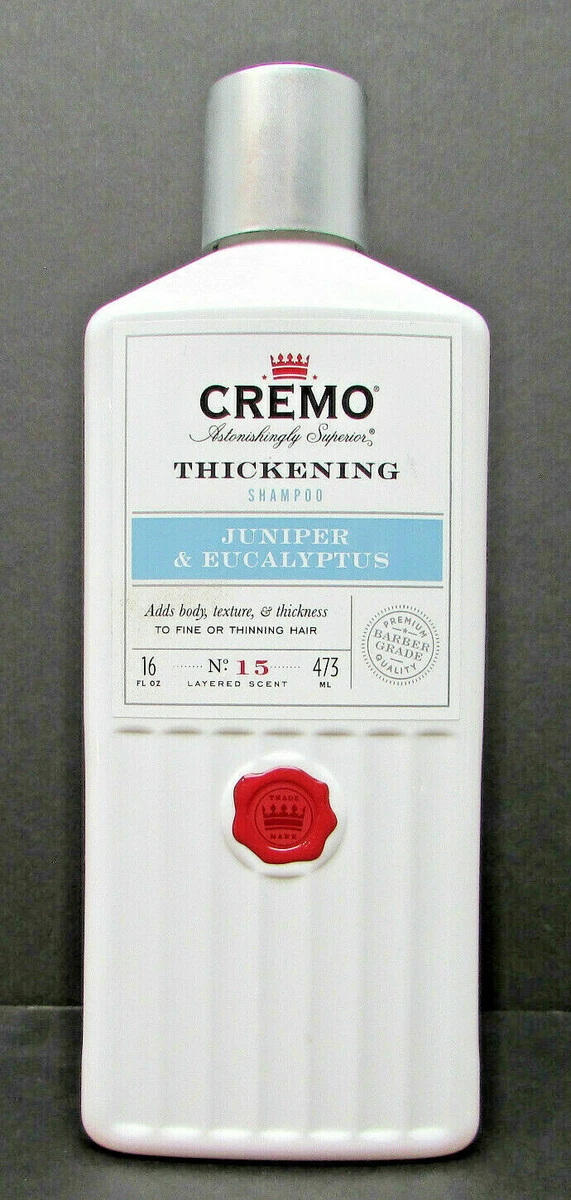 CREMO®
Astonishingly Superior®
THICKENING
SHAMPOO
JUNIPER
& EUCALYPTUS
Adds body, texture, & thickness
TO FINE OR THINNING HAIR
16 FL OZ
Nº 15
LAYERED SCENT
473 ML
PREMIUM
BARBER
GRADE
QUALITY
TRADE
MARK